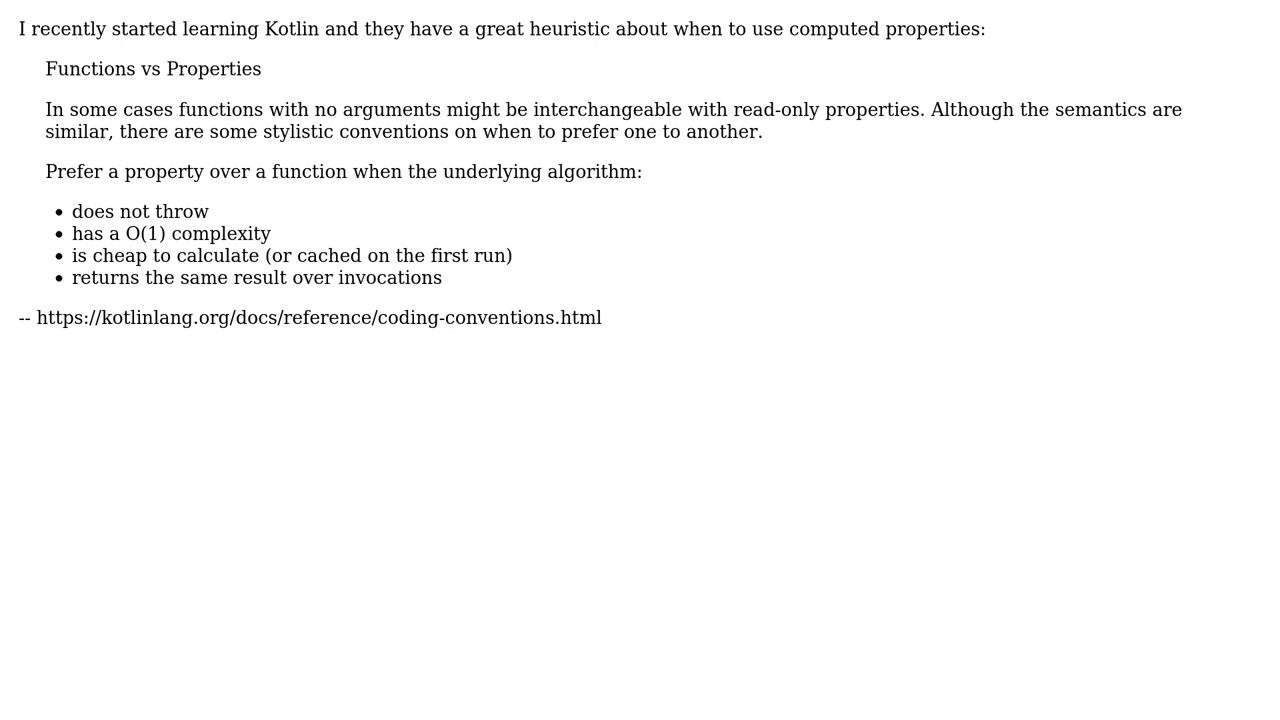 I recently started learning Kotlin and they have a great heuristic about when to use computed properties:
Functions vs Properties
In some cases functions with no arguments might be interchangeable with read-only properties. Although the semantics are
similar, there are some stylistic conventions on when to prefer one to another.
Prefer a property over a function when the underlying algorithm:
• does not throw
• has a O(1) complexity
• is cheap to calculate (or cached on the first run)
• returns the same result over invocations
-- https://kotlinlang.org/docs/reference/coding-conventions.html